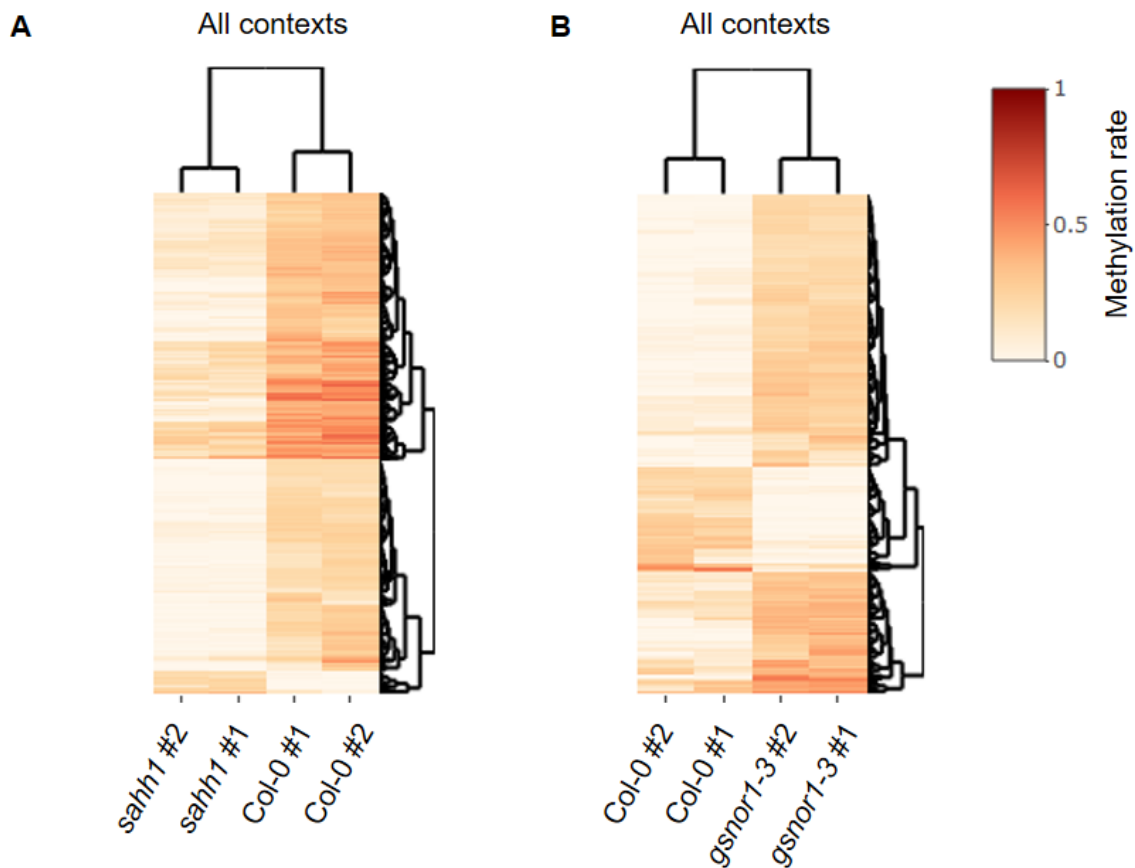 A
All contexts
B
All contexts
1
0.5
0
Methylation rate
sahh1 #2
sahh1 #1
Col-0 #1
Col-0 #2
Col-0 #2
Col-0 #1
gsnor1-3 #2
gsnor1-3 #1